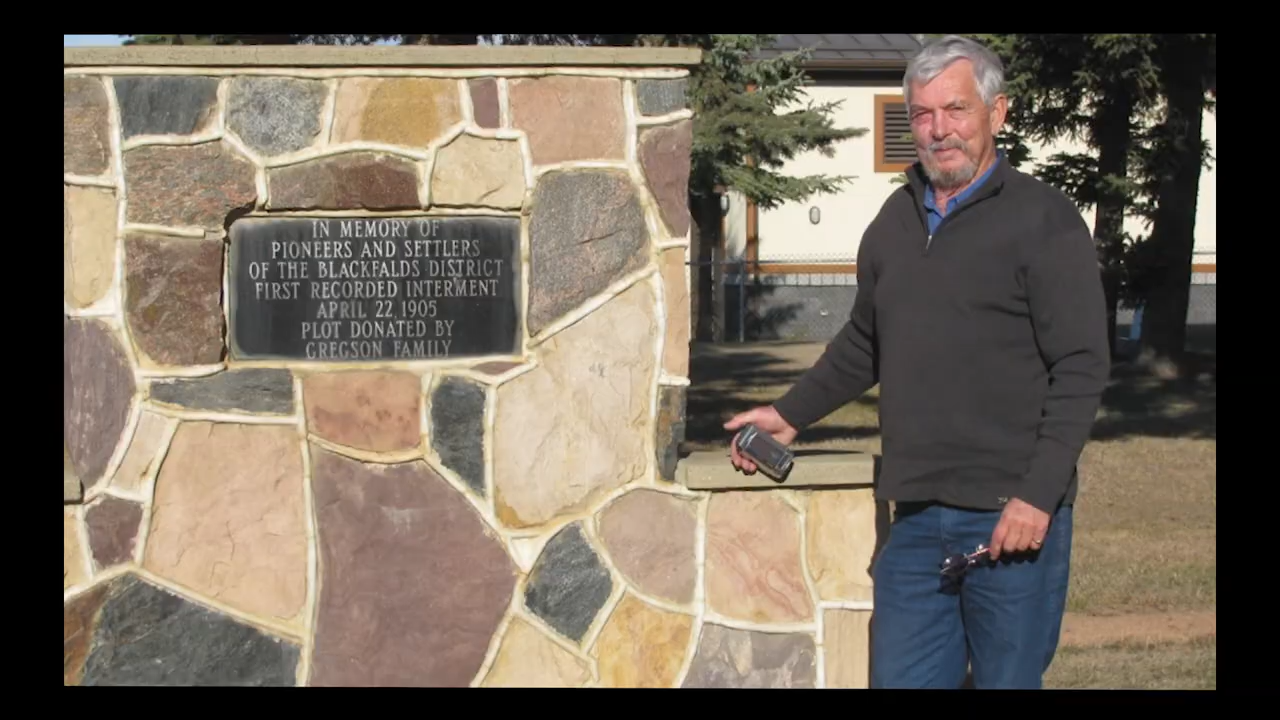 IN MEMORY OF
PIONEERS AND SETTLERS
OF THE BLACKFALDS DISTRICT
FIRST RECORDED INTERMENT
APRIL 22, 1905
PLOT DONATED BY
GREGSON FAMILY